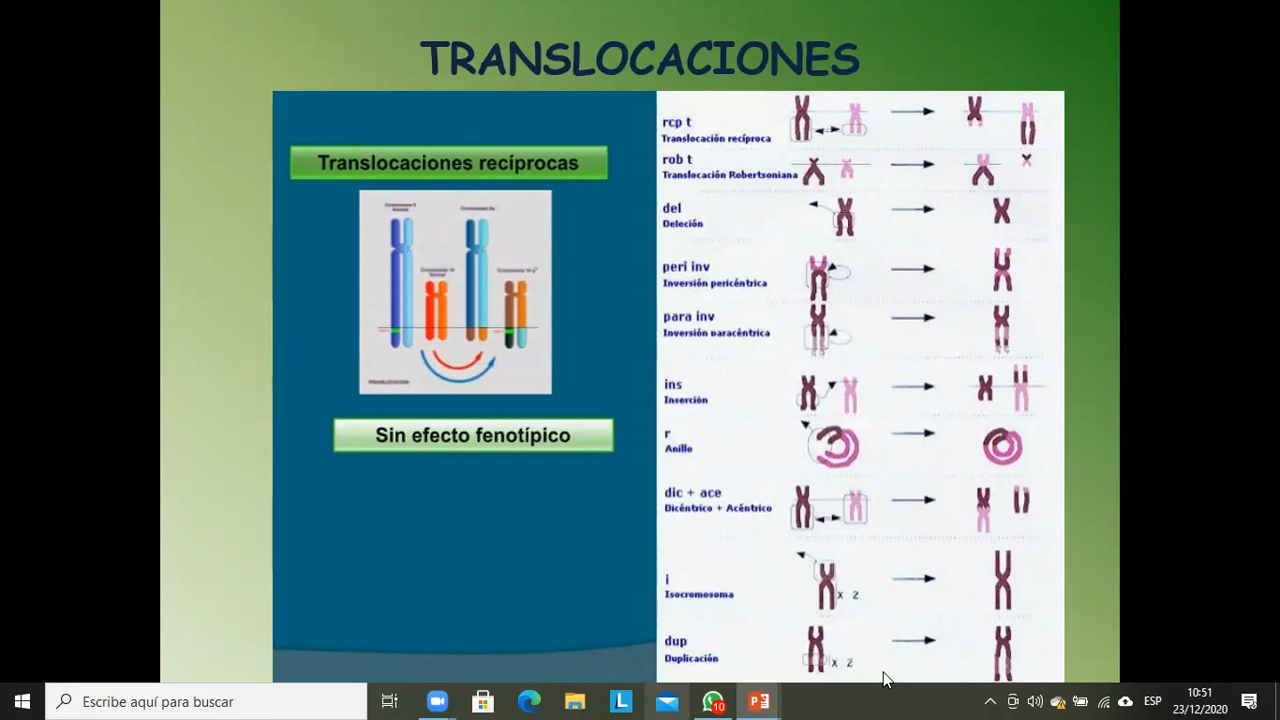 TRANSLOCACIONES
Translocaciones recíprocas
TRANSLOCACION
Sin efecto fenotípico
rcp t
Translocación recíproca
rob t
Translocación Robertsoniana
del
Deleción
peri inv
Inversión pericéntrica
para inv
Inversión paracéntrica
ins
Inserción
r
Anillo
dic + ace
Dicéntrico + Acéntrico
i
Isocromosoma
x 2
dup
Duplicación
x 2
Escribe aquí para buscar
L
10
ESP
10:51
23/12/2020